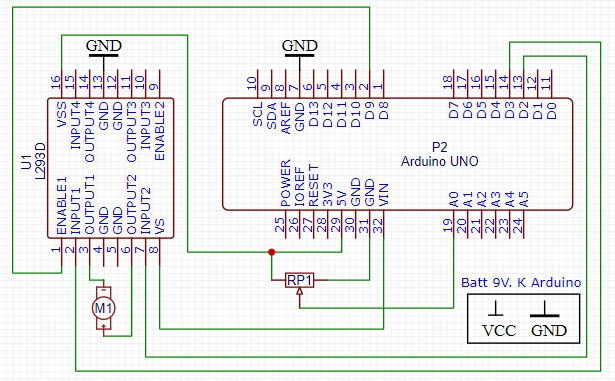 GND
GND
16
15
14
13
12
11
10
9
VSS
INPUT4
OUTPUT4
GND
GND
OUTPUT3
INPUT3
ENABLE2
U1
L293D
ENABLE1
INPUT1
OUTPUT1
GND
GND
OUTPUT2
INPUT2
VS
1
2
3
4
5
6
7
8
10
9
8
7
6
5
4
3
2
1
18
17
16
15
14
13
12
11
SCL
SDA
AREF
GND
D13
D12
D11
D10
D9
D8
D7
D6
D5
D4
D3
D2
D1
D0
P2
Arduino UNO
POWER
IOREF
RESET
3V3
5V
GND
GND
VIN
A0
A1
A2
A3
A4
A5
25
26
27
28
29
30
31
32
19
20
21
22
23
24
RP1
M1
Batt 9V. K Arduino
VCC GND